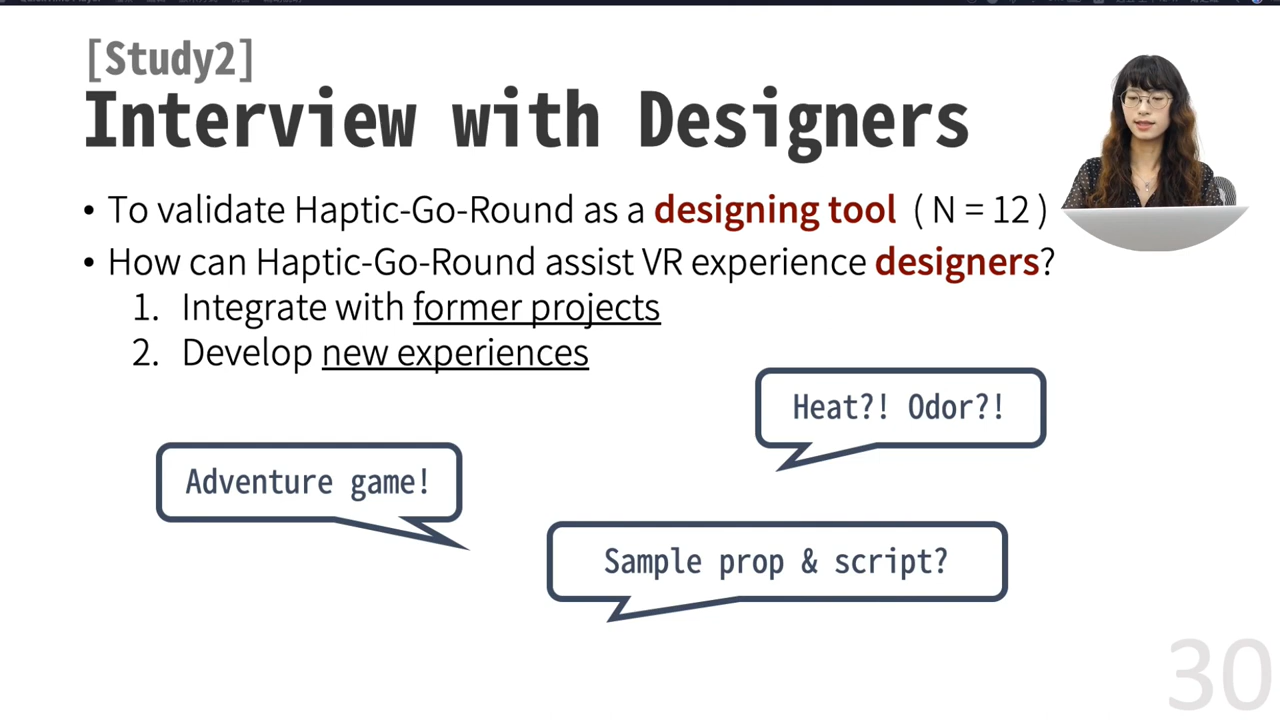 [Study2]
Interview with Designers
• To validate Haptic-Go-Round as a designing tool ( N = 12 )
• How can Haptic-Go-Round assist VR experience designers?
1. Integrate with former projects
2. Develop new experiences
Heat?! Odor?!
Adventure game!
Sample prop & script?
30